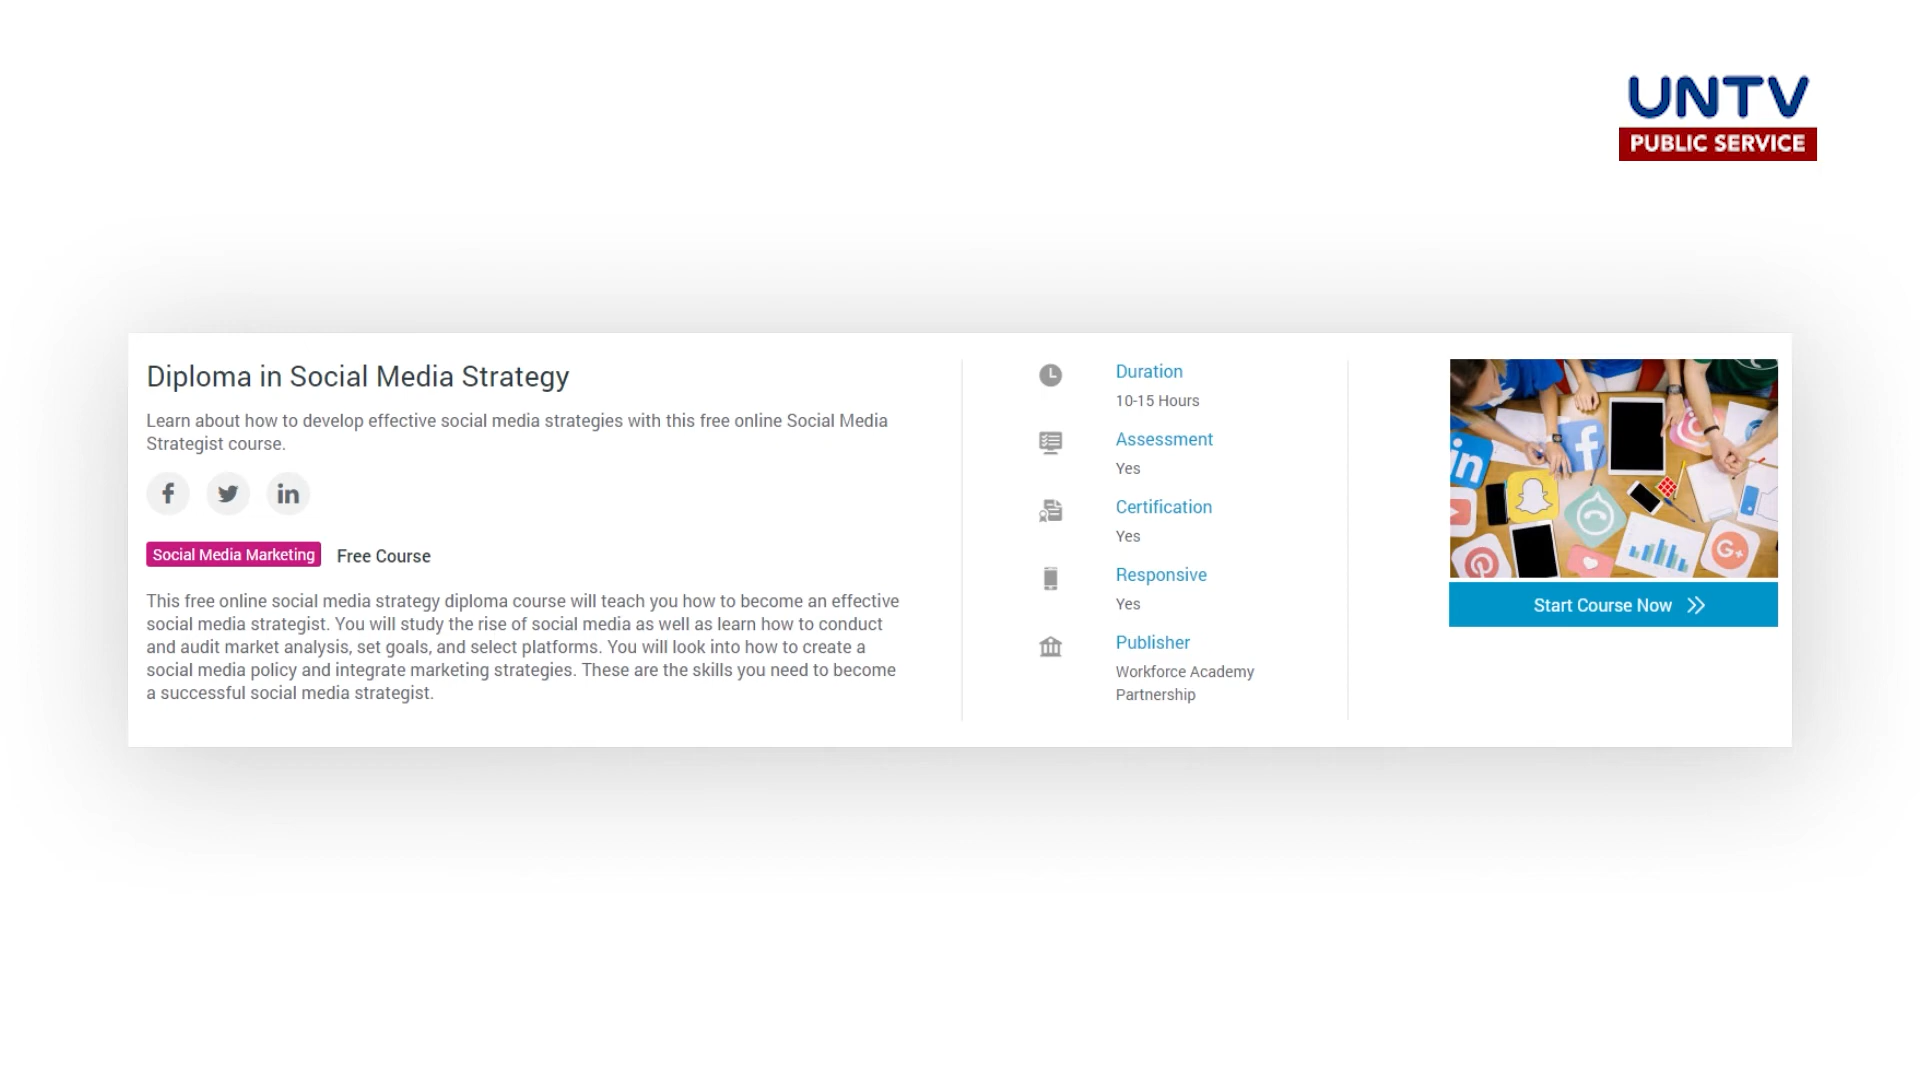 UNTV
PUBLIC SERVICE
Diploma in Social Media Strategy
Learn about how to develop effective social media strategies with this free online Social Media
Strategist course.
Social Media Marketing
Free Course
This free online social media strategy diploma course will teach you how to become an effective
social media strategist. You will study the rise of social media as well as learn how to conduct
and audit market analysis, set goals, and select platforms. You will look into how to create a
social media policy and integrate marketing strategies. These are the skills you need to become
a successful social media strategist.
Duration
10-15 Hours
Assessment
Yes
Certification
Yes
Responsive
Yes
Publisher
Workforce Academy
Partnership
Start Course Now